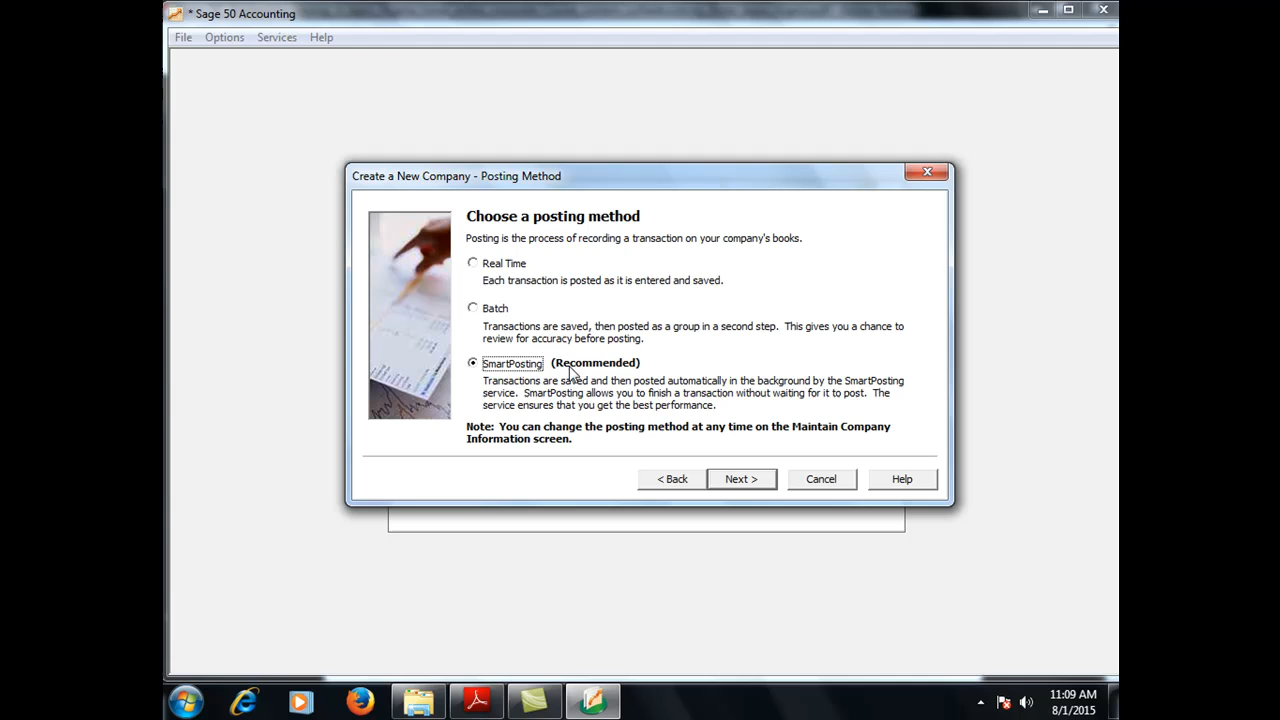 * Sage 50 Accounting
File Options Services Help
Create a New Company - Posting Method
Choose a posting method
Posting is the process of recording a transaction on your company's books.
Real Time
Each transaction is posted as it is entered and saved.
Batch
Transactions are saved, then posted as a group in a second step. This gives you a chance to
review for accuracy before posting.
SmartPosting (Recommended)
Transactions are saved and then posted automatically in the background by the SmartPosting
service. SmartPosting allows you to finish a transaction without waiting for it to post. The
service ensures that you get the best performance.
Note: You can change the posting method at any time on the Maintain Company
Information screen.
< Back Next > Cancel Help
11:09 AM
8/1/2015